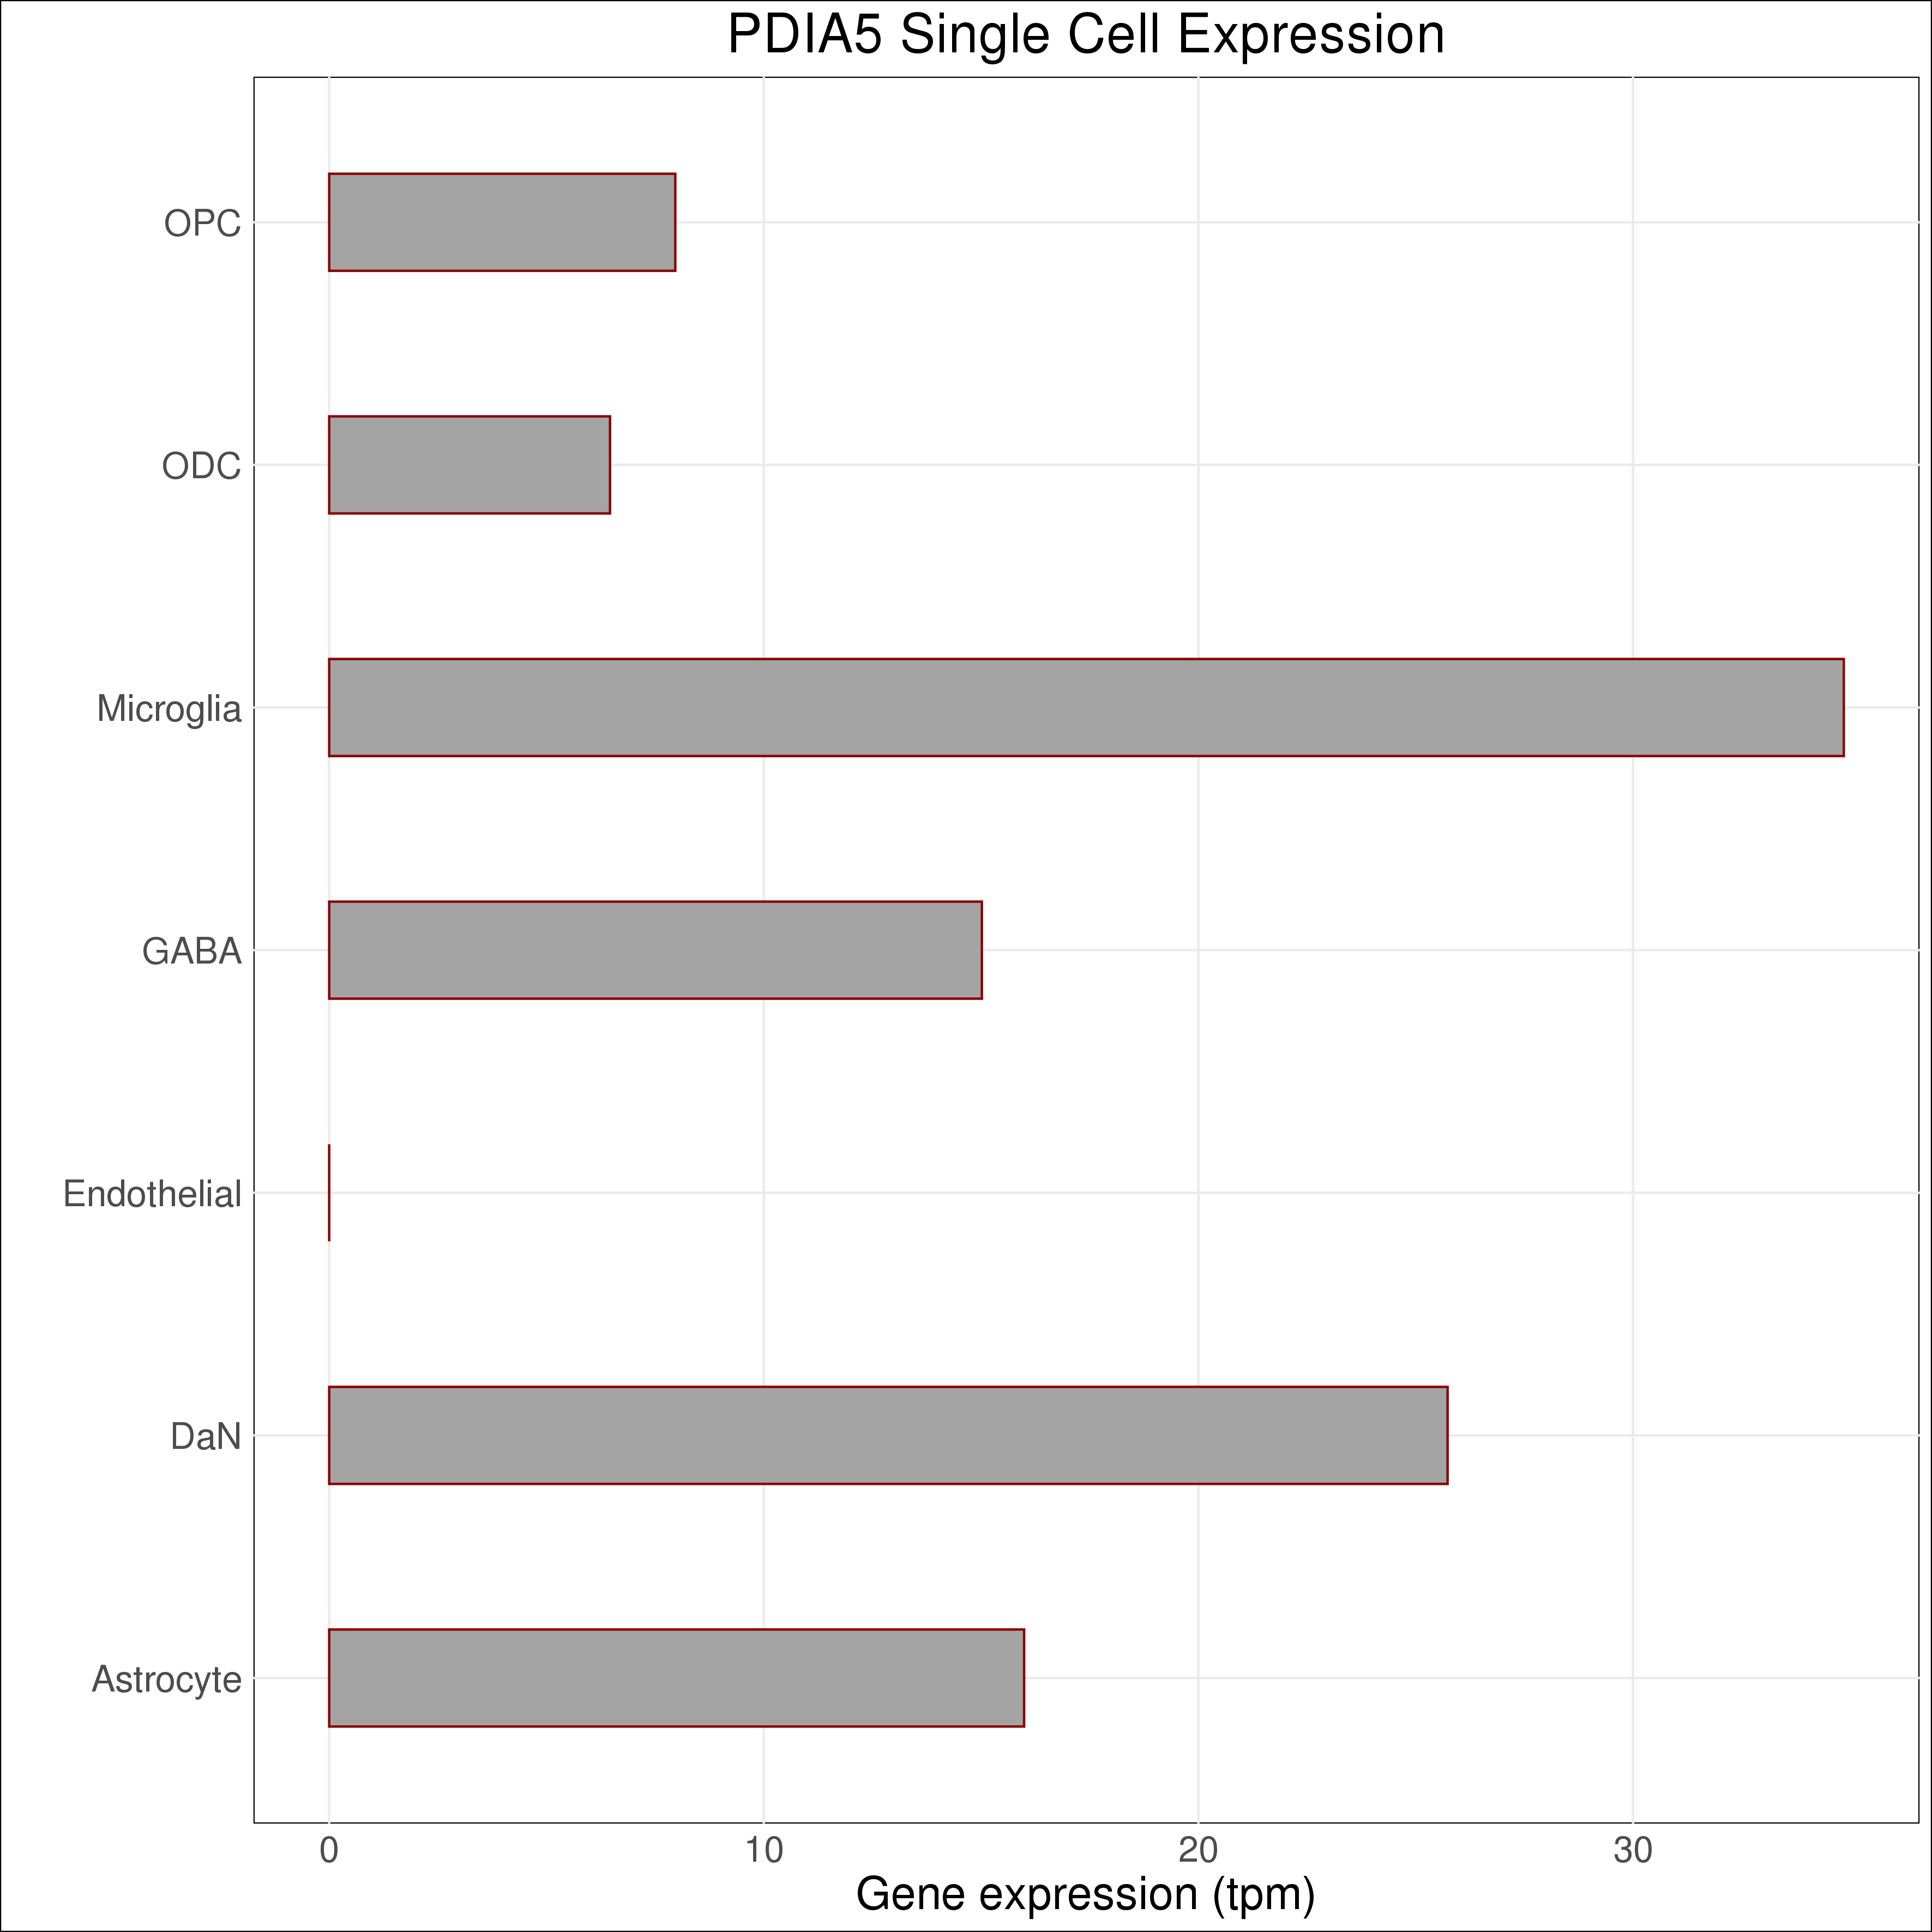 PDIA5 Single Cell Expression
OPC
ODC
Microglia
GABA
Endothelial
DaN
Astrocyte
0 10 20 30
Gene expression (tpm)